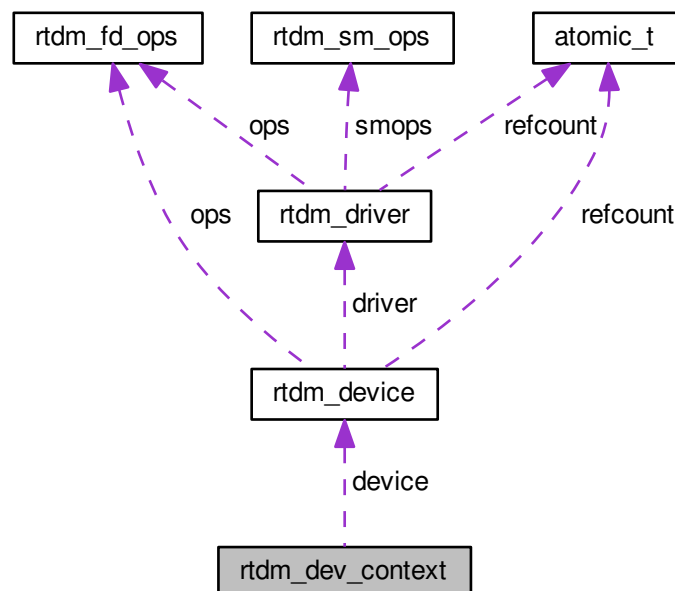 rtdm_fd_ops
rtdm_sm_ops
atomic_t
ops
smops
refcount
rtdm_driver
ops
refcount
driver
rtdm_device
device
rtdm_dev_context